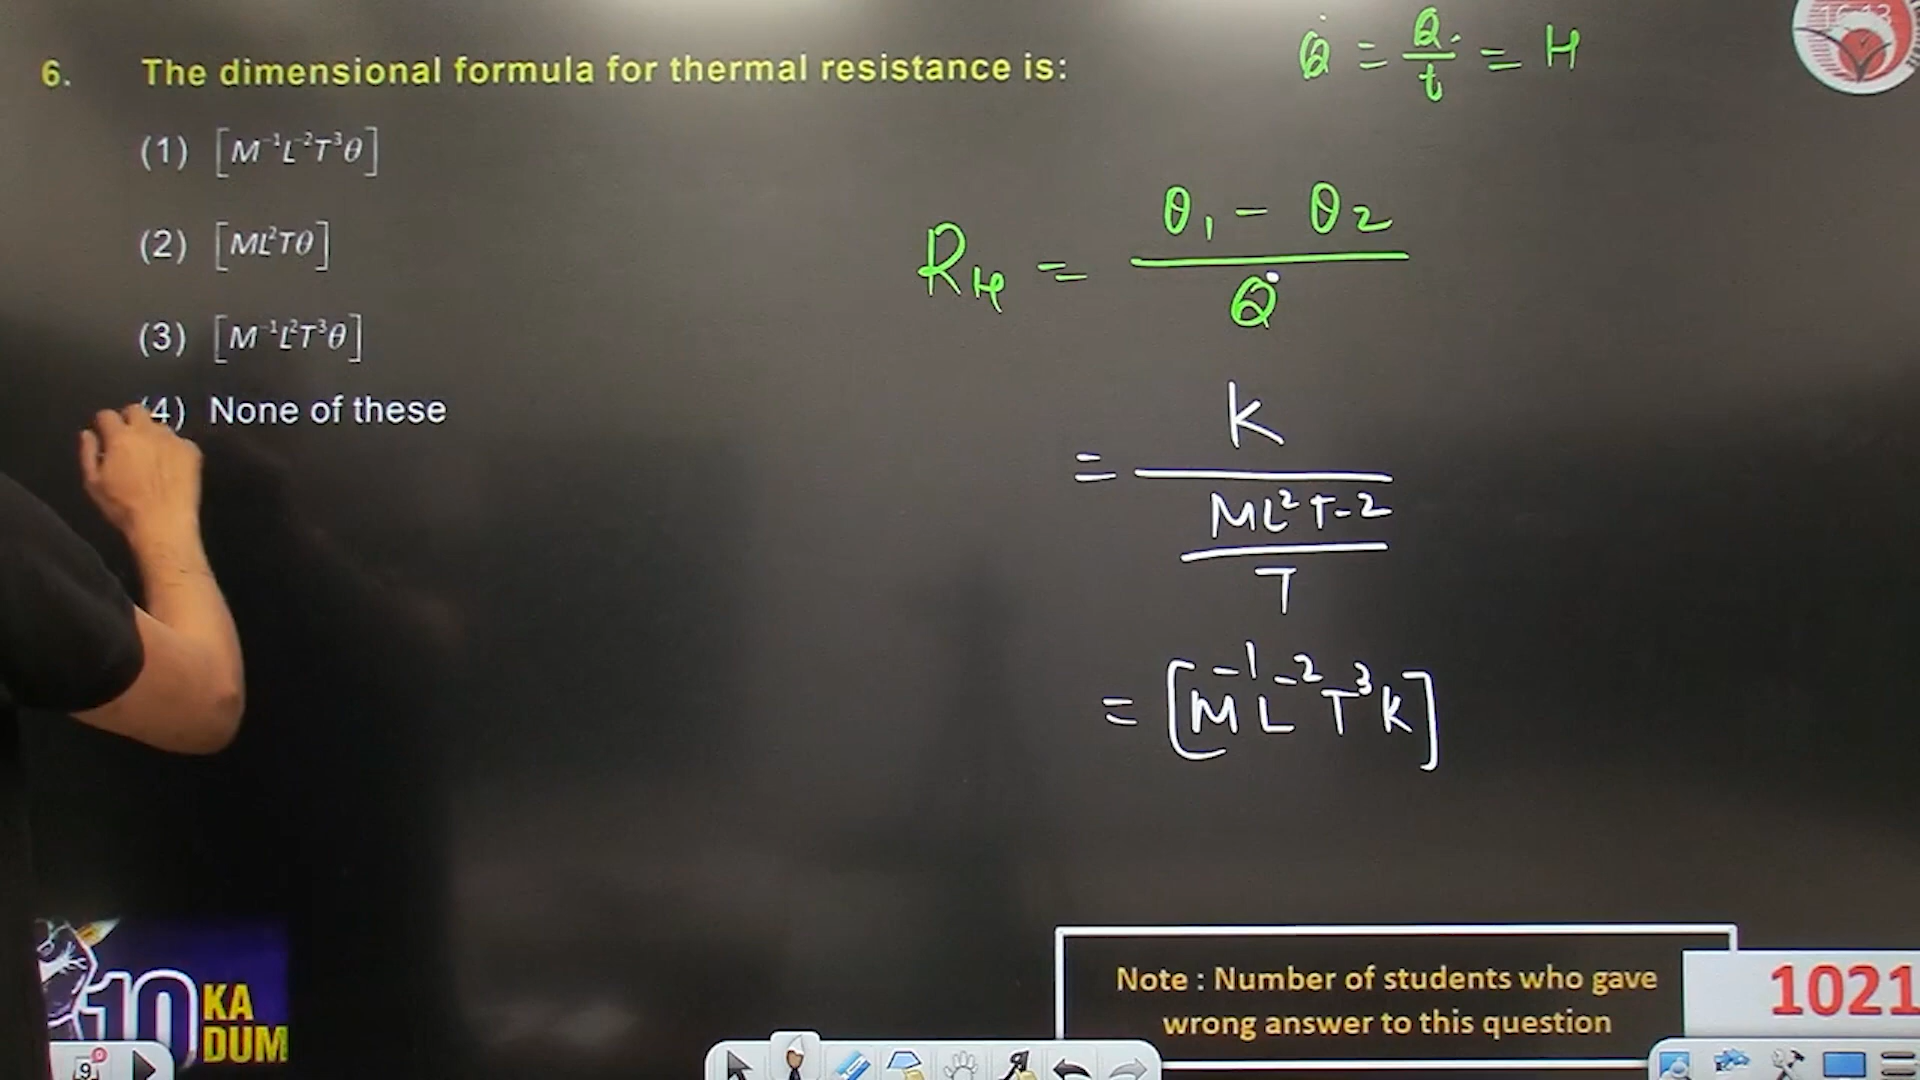 6. The dimensional formula for thermal resistance is:
(1) [M⁻¹L⁻²T³θ]
(2) [ML²Tθ]
(3) [M⁻¹L²T³θ]
(4) None of these
Q̇ = Q/t = H
R_H = θ₁ - θ₂ / Q̇
= K / (ML²T-2 / T)
= [M⁻¹L⁻²T³K]
10 KA DUM
Note : Number of students who gave
wrong answer to this question
1021
9